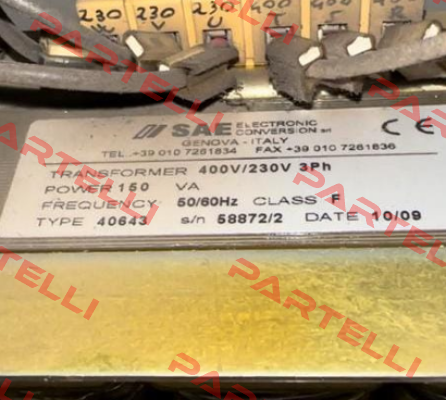 230 230 230 400 400 400
V V U T S R
SAE ELECTRONIC
CONVERSION srl
GENOVA - ITALY
TEL. +39 010 7261834 FAX +39 010 7261836
CE
TRANSFORMER 400V/230V 3Ph
POWER 150 VA
FREQUENCY 50/60Hz CLASS F
TYPE 40643 s/n 58872/2 DATE 10/09
PARTELLI
PARTELLI
PARTELLI
PARTELLI